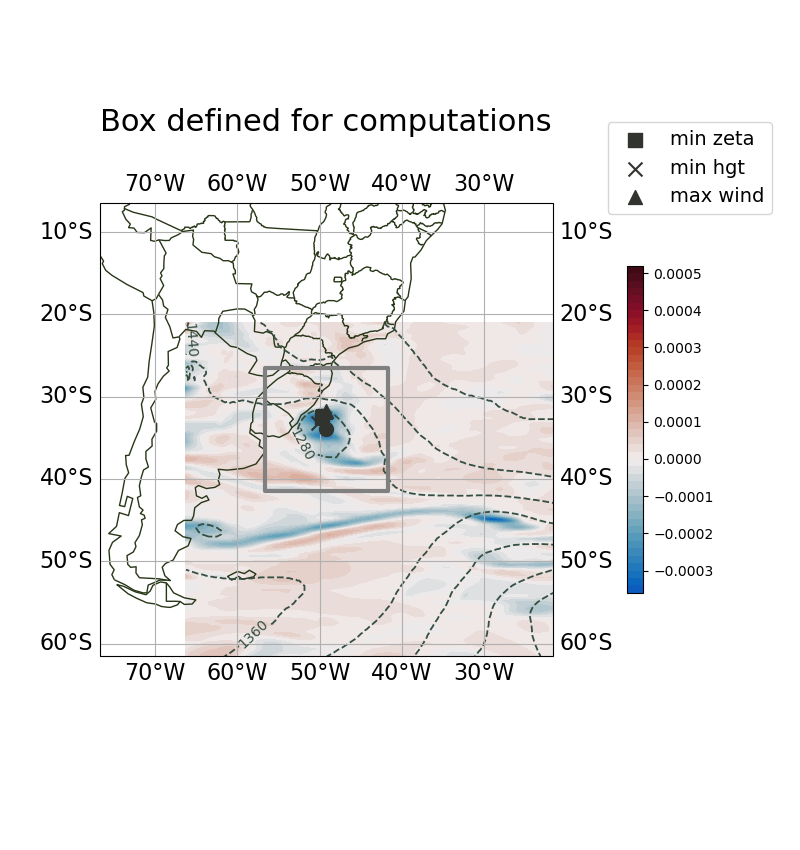 Box defined for computations
min zeta
min hgt
max wind
70°W 60°W 50°W 40°W 30°W
10°S 10°S
20°S 20°S
30°S 30°S
40°S 40°S
50°S 50°S
60°S 60°S
70°W 60°W 50°W 40°W 30°W
1440
1280
1360
0.0005
0.0004
0.0003
0.0002
0.0001
0.0000
−0.0001
−0.0002
−0.0003